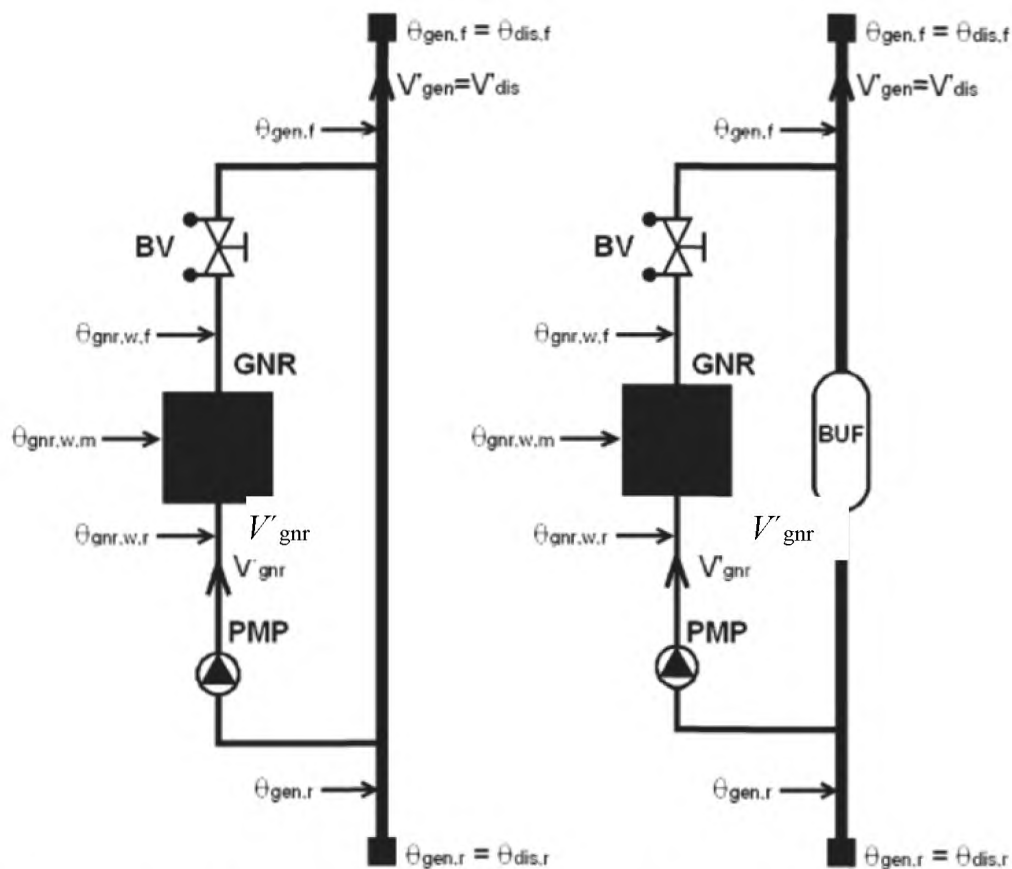 θgen.f = θdis.f
V'gen=V'dis
θgen.f
BV
θgnr.w.f
GNR
θgnr.w.m
V′gnr
θgnr.w.r
V'gnr
PMP
θgen.r
θgen.r = θdis.r
θgen.f = θdis.f
V'gen=V'dis
θgen.f
BV
θgnr.w.f
GNR
θgnr.w.m
BUF
V′gnr
θgnr.w.r
V'gnr
PMP
θgen.r
θgen.r = θdis.r